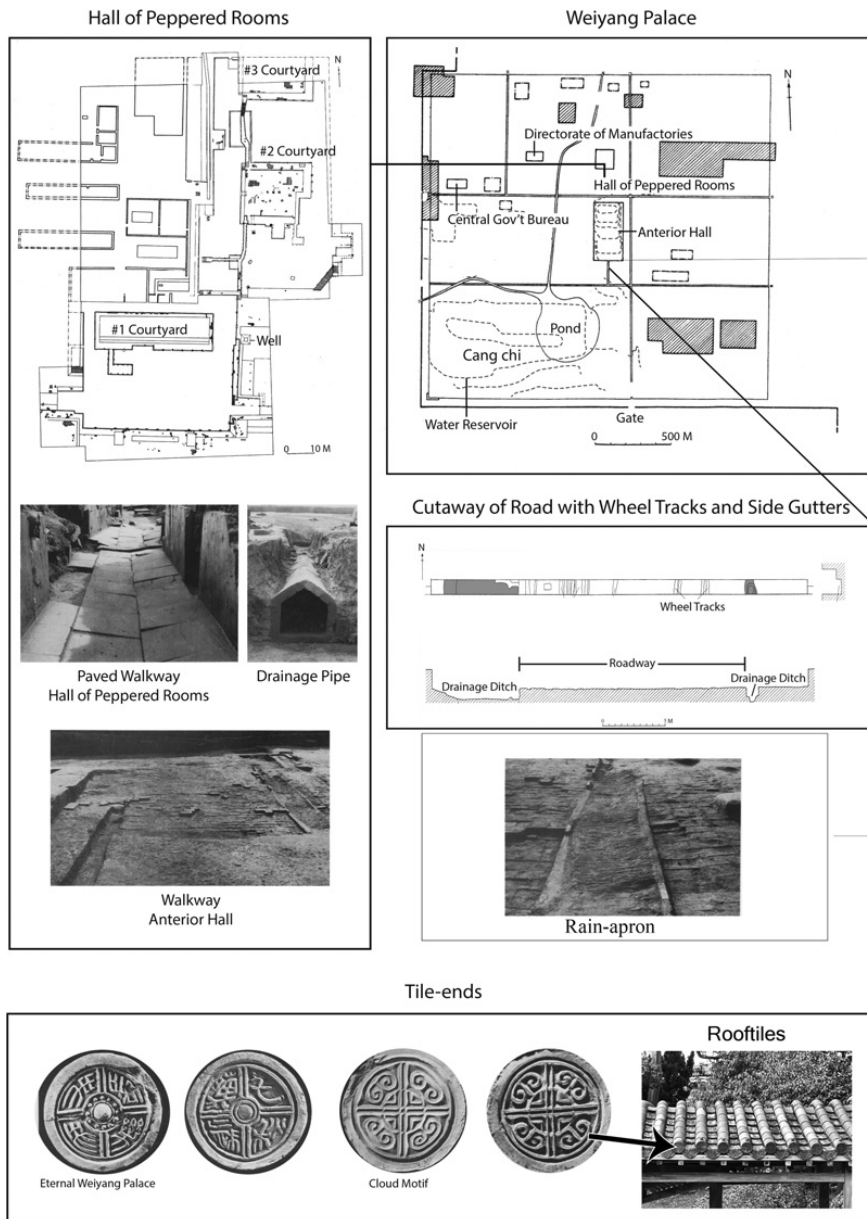 Hall of Peppered Rooms
N
#3 Courtyard
#2 Courtyard
#1 Courtyard
Well
0 10 M
Paved Walkway
Hall of Peppered Rooms
Drainage Pipe
Walkway
Anterior Hall
Weiyang Palace
N
Directorate of Manufactories
Hall of Peppered Rooms
Central Gov't Bureau
Anterior Hall
Pond
Cang chi
Water Reservoir
Gate
0 500 M
Cutaway of Road with Wheel Tracks and Side Gutters
N
Wheel Tracks
Roadway
Drainage Ditch
Drainage Ditch
0 1 M
Rain-apron
Tile-ends
Rooftiles
Eternal Weiyang Palace
Cloud Motif